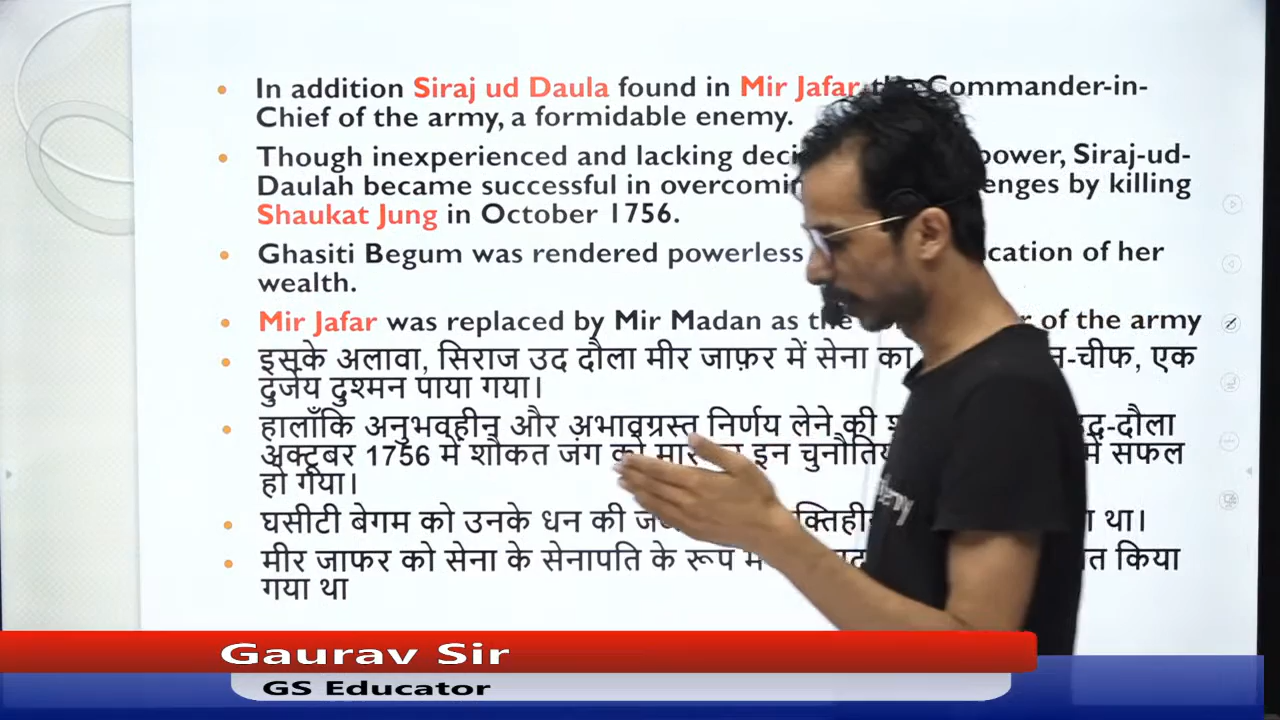 In addition Siraj ud Daula found in Mir Jafar the Commander-in-
Chief of the army, a formidable enemy.
Though inexperienced and lacking power, Siraj-ud-
Daulah became successful in by killing
Shaukat Jung in October 1756.
Ghasiti Begum was rendered powerless of her
wealth.
Mir Jafar was replaced by Mir Madan as the of the army
इसके अलावा, सिराज उद दौला मीर जाफ़र में सेना का चीफ, एक
दुर्जेय दुश्मन पाया गया।
हालाँकि अनुभवहीन और अभावग्रस्त निर्णय लेने की उद-दौला
अक्टूबर 1756 में शौकत जंग को इन में सफल
हो गया।
घसीटी बेगम को उनके धन की था।
मीर जाफर को सेना के सेनापति के रूप में किया
गया था
Gaurav Sir
GS Educator